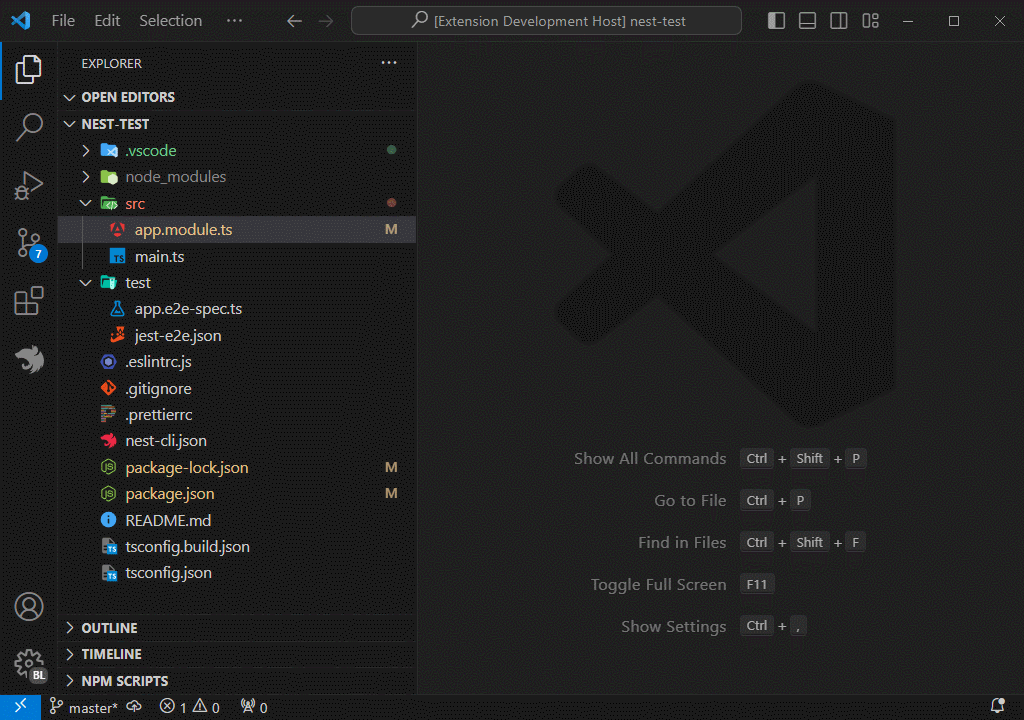 File Edit Selection ··· [Extension Development Host] nest-test
EXPLORER ···
OPEN EDITORS
NEST-TEST
.vscode
node_modules
src
app.module.ts M
TS main.ts
test
app.e2e-spec.ts
jest-e2e.json
.eslintrc.js
.gitignore
.prettierrc
nest-cli.json
package-lock.json M
package.json M
README.md
tsconfig.build.json
tsconfig.json
OUTLINE
TIMELINE
NPM SCRIPTS
7
BL
Show All Commands Ctrl + Shift + P
Go to File Ctrl + P
Find in Files Ctrl + Shift + F
Toggle Full Screen F11
Show Settings Ctrl + ,
master* 1 0 0